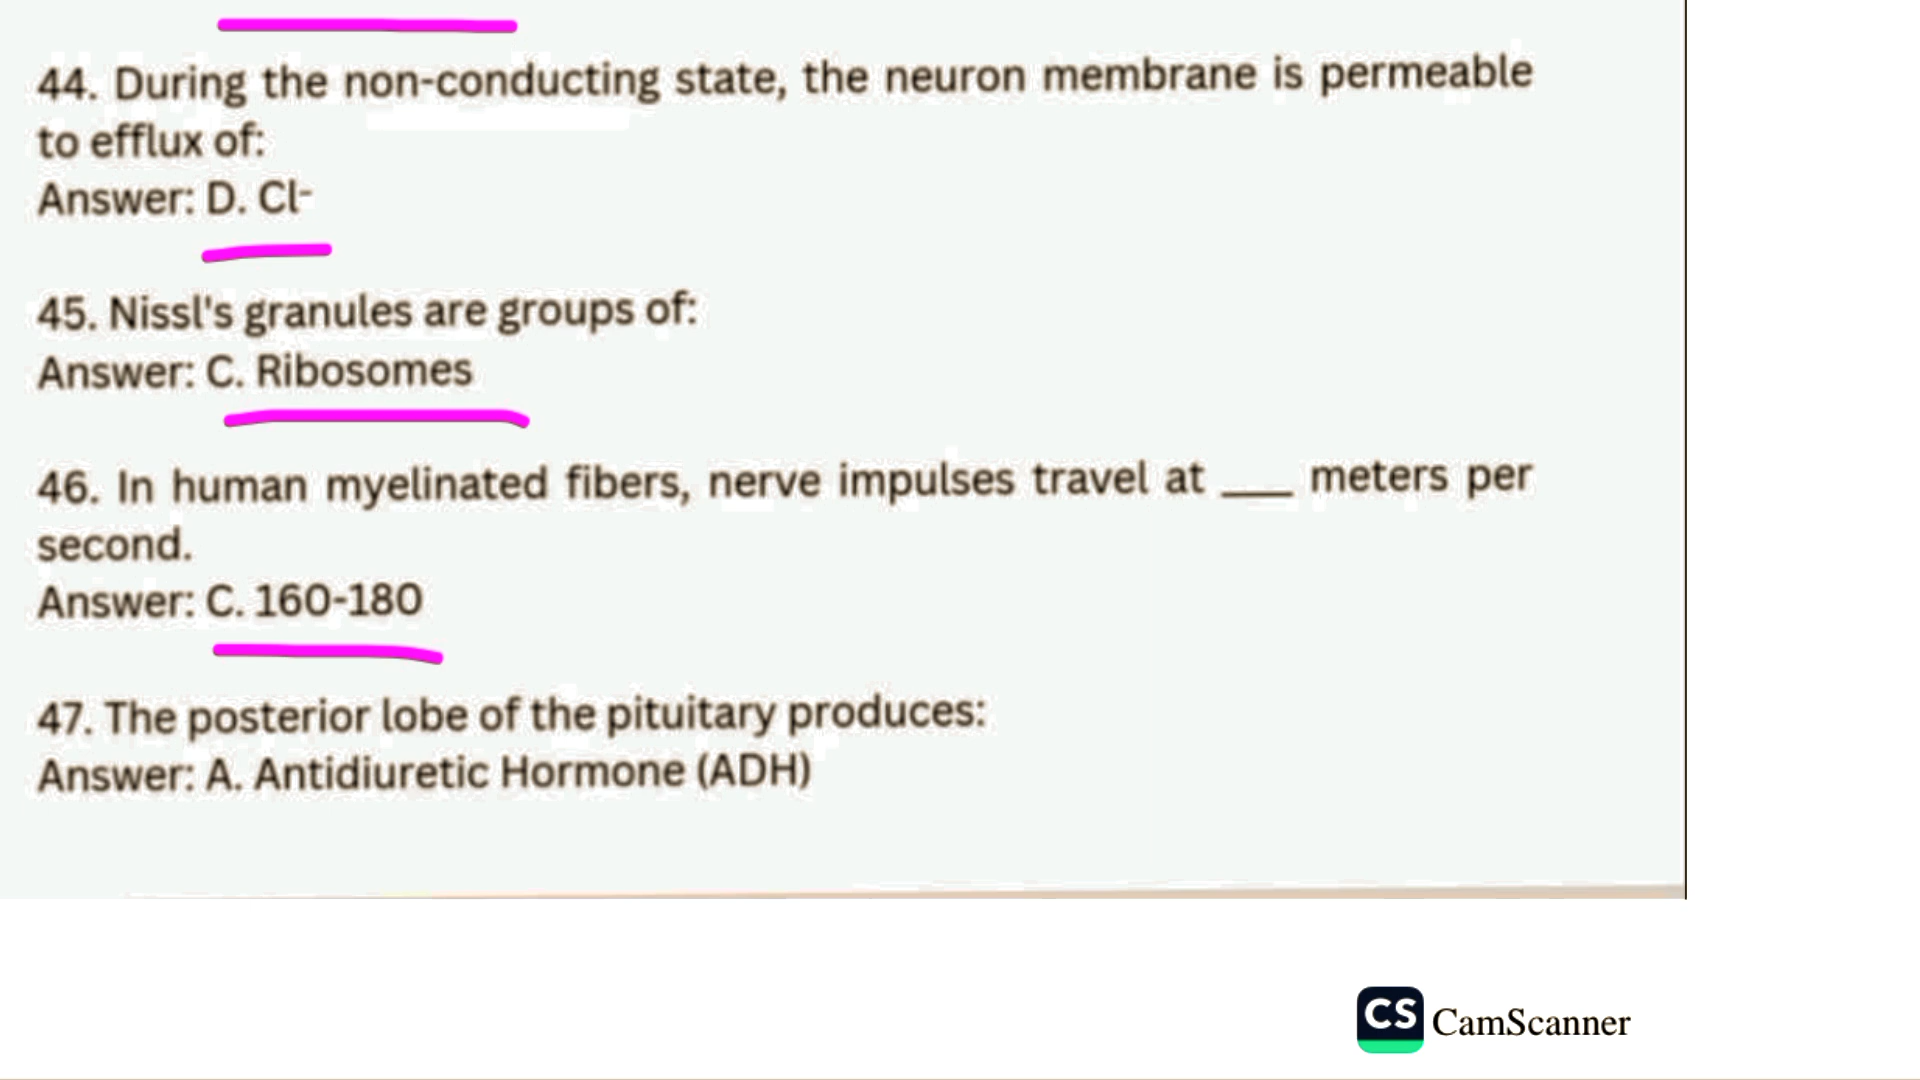 44. During the non-conducting state, the neuron membrane is permeable
to efflux of:
Answer: D. Cl-
45. Nissl's granules are groups of:
Answer: C. Ribosomes
46. In human myelinated fibers, nerve impulses travel at ___ meters per
second.
Answer: C. 160-180
47. The posterior lobe of the pituitary produces:
Answer: A. Antidiuretic Hormone (ADH)
CS CamScanner